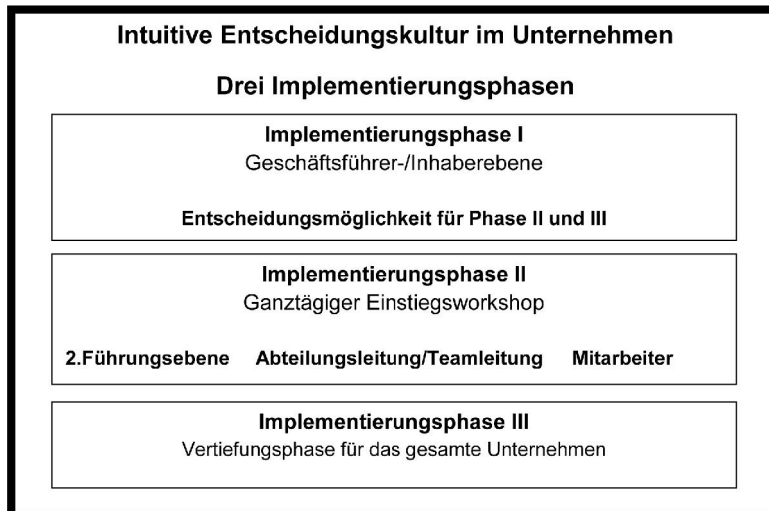 Intuitive Entscheidungskultur im Unternehmen
Drei Implementierungsphasen
Implementierungsphase I
Geschäftsführer-/Inhaberebene
Entscheidungsmöglichkeit für Phase II und III
Implementierungsphase II
Ganztägiger Einstiegsworkshop
2.Führungsebene Abteilungsleitung/Teamleitung Mitarbeiter
Implementierungsphase III
Vertiefungsphase für das gesamte Unternehmen